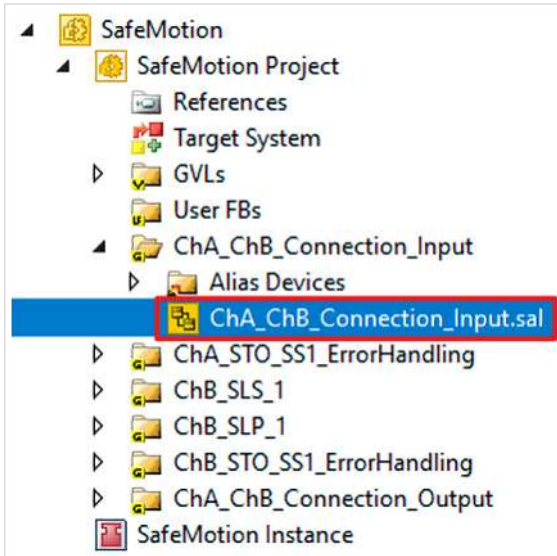 SafeMotion
SafeMotion Project
References
Target System
GVLs
User FBs
ChA_ChB_Connection_Input
Alias Devices
ChA_ChB_Connection_Input.sal
ChA_STO_SS1_ErrorHandling
ChB_SLS_1
ChB_SLP_1
ChB_STO_SS1_ErrorHandling
ChA_ChB_Connection_Output
SafeMotion Instance